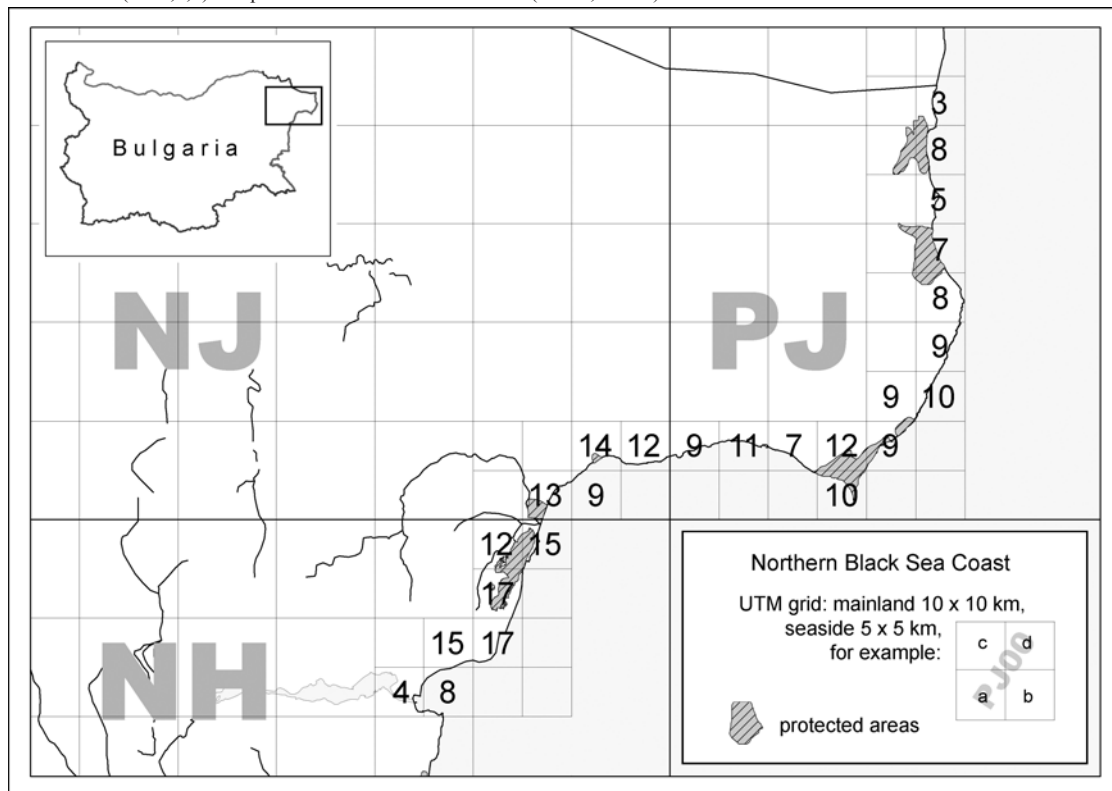 Bulgaria
3
8
5
7
8
9
9 10
14 12 9 11 7 12 9
13 9 10
12 15
17
15 17
4 8
NJ
PJ
NH
Northern Black Sea Coast
UTM grid: mainland 10 x 10 km,
seaside 5 x 5 km,
for example:
c d
PJ00
a b
protected areas